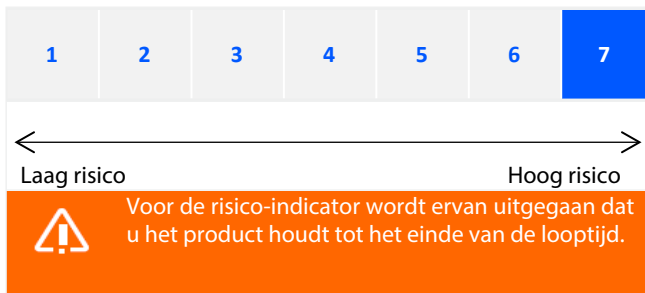 1 2 3 4 5 6 7
Laag risico Hoog risico
Voor de risico-indicator wordt ervan uitgegaan dat
u het product houdt tot het einde van de looptijd.